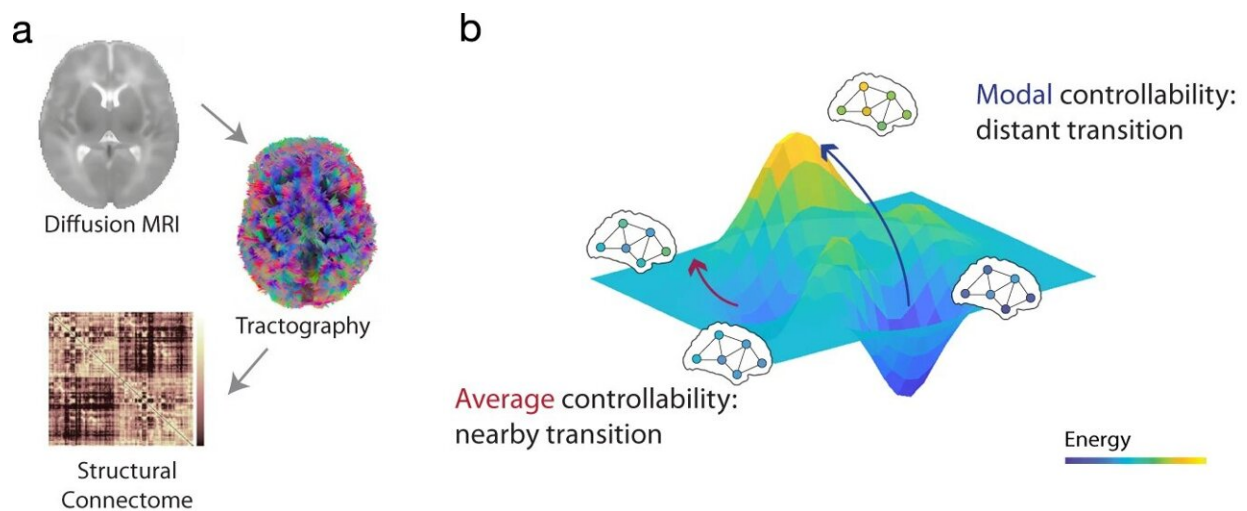 a
Diffusion MRI
Tractography
Structural
Connectome
b
Modal controllability:
distant transition
Average controllability:
nearby transition
Energy